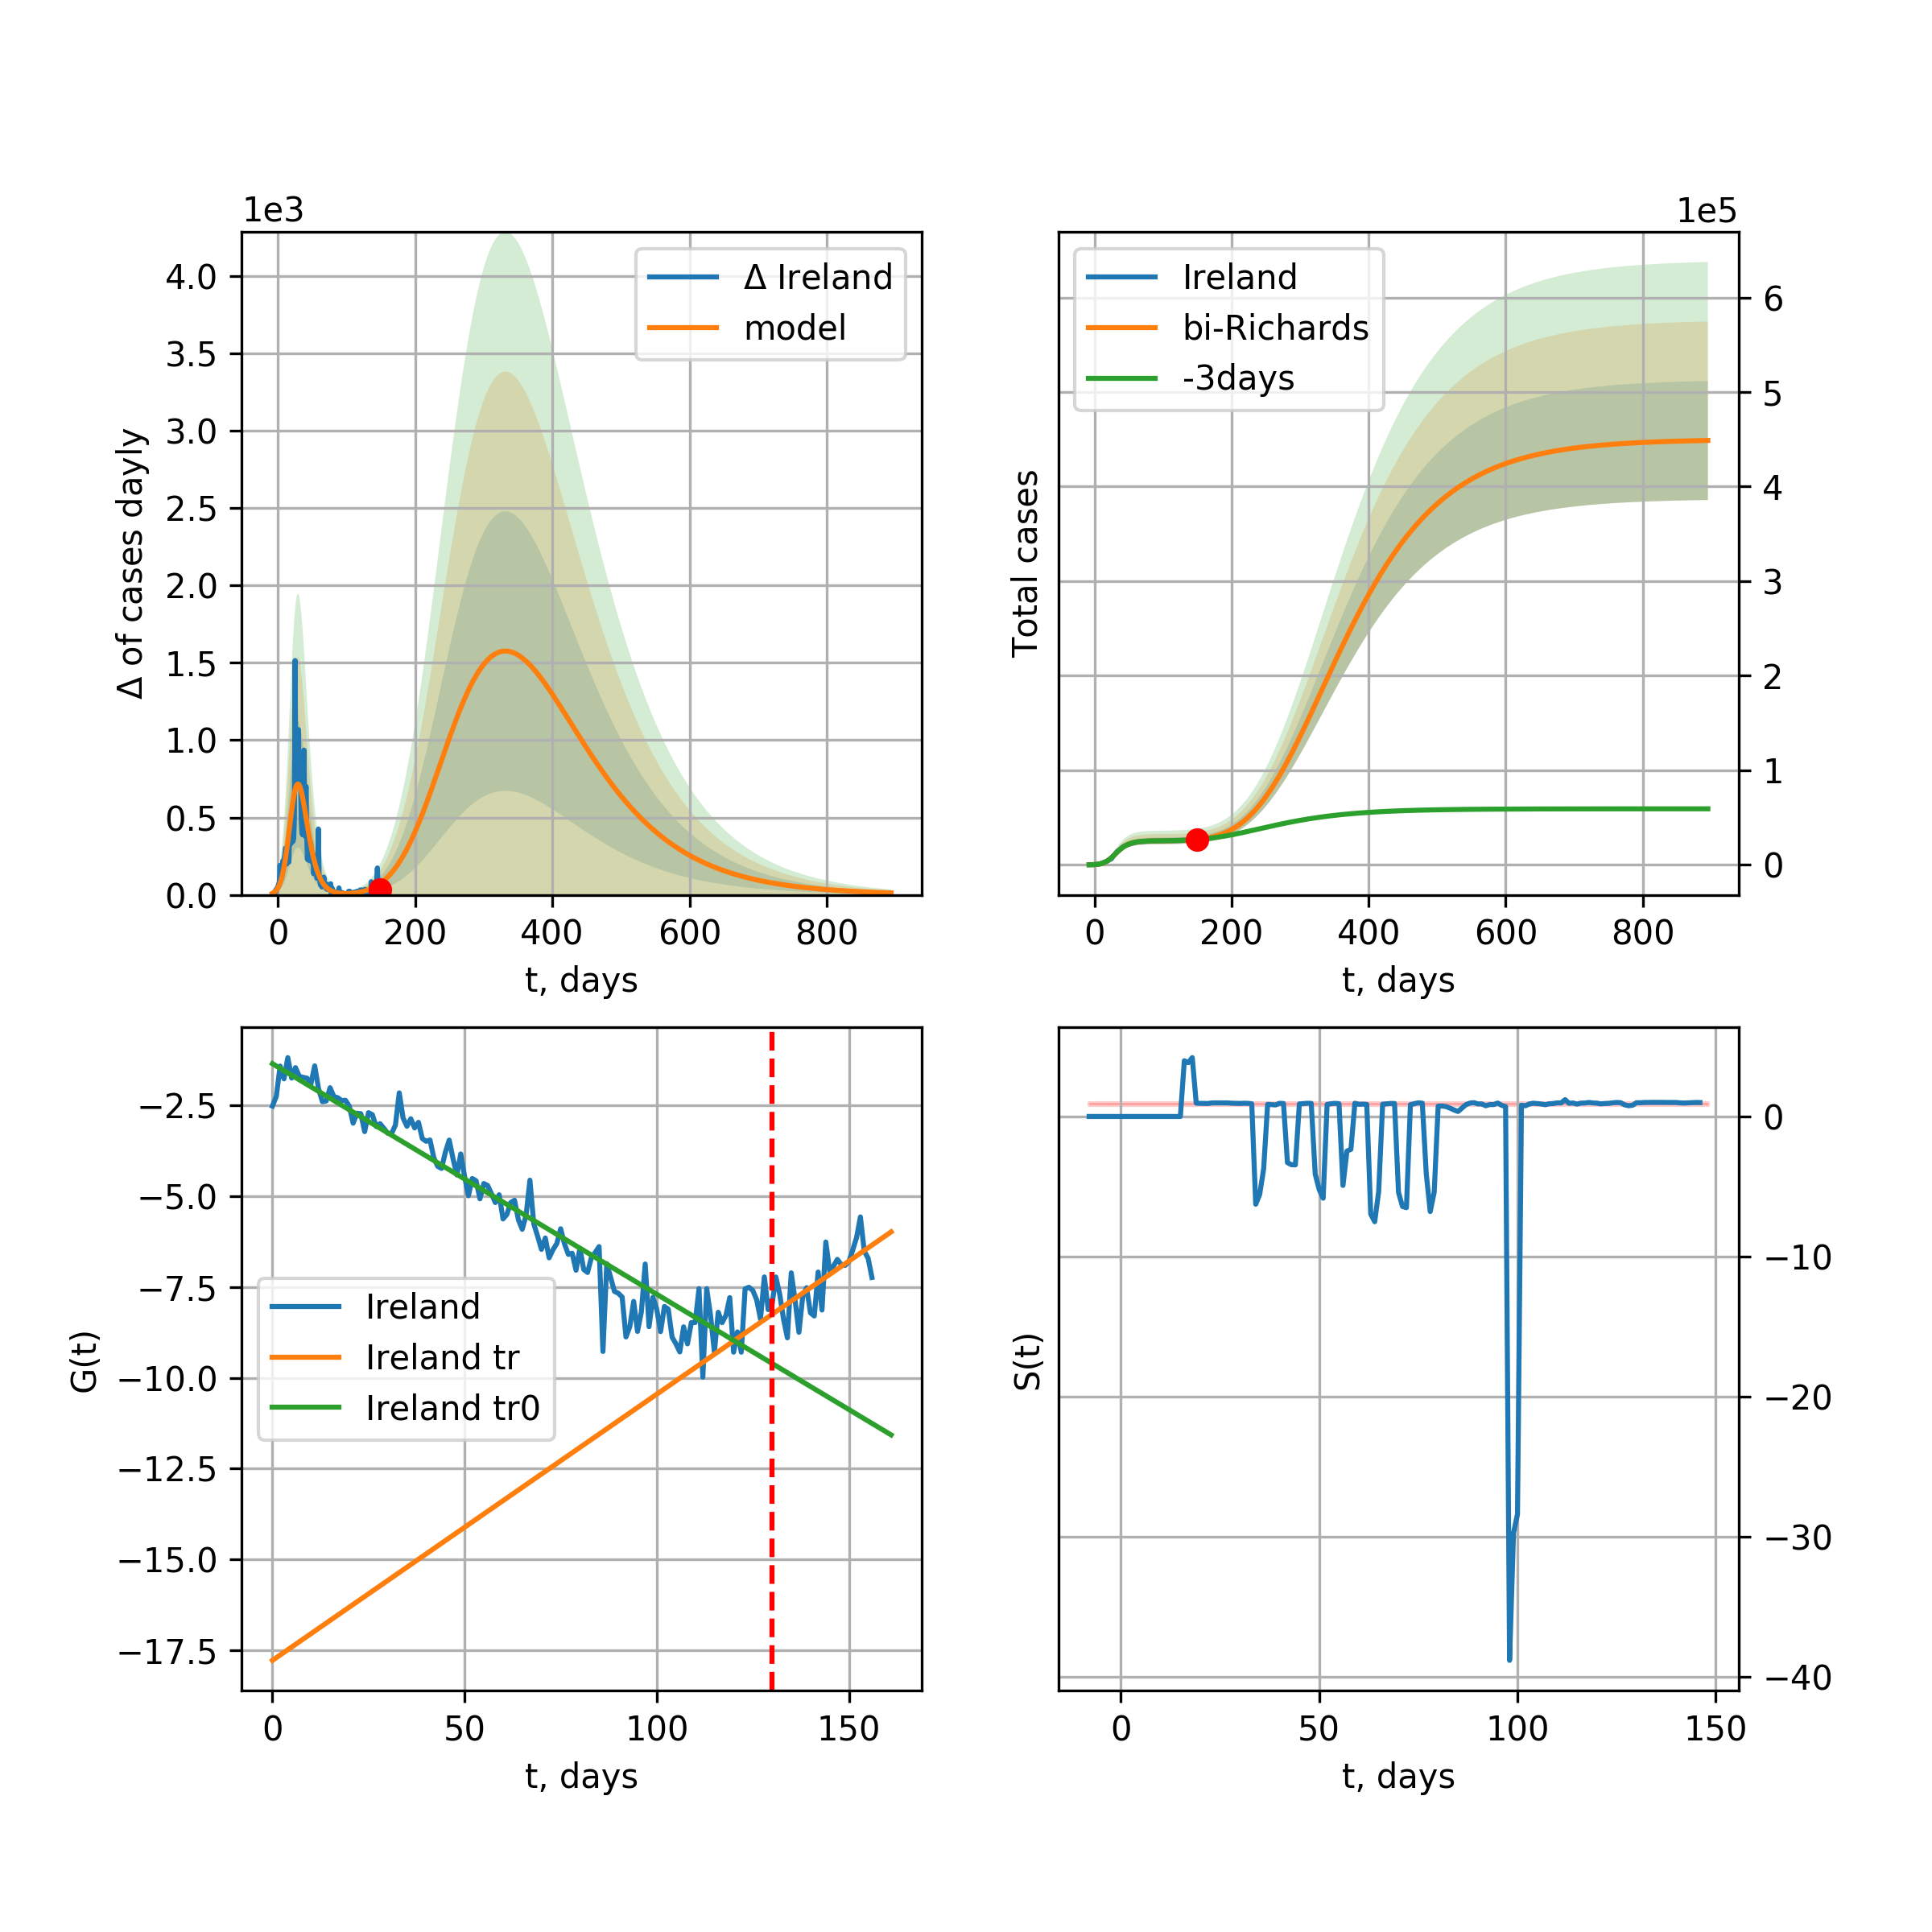 1e3
Δ Ireland
model
4.0
3.5
3.0
2.5
2.0
1.5
1.0
0.5
0.0
Δ of cases dayly
0 200 400 600 800
t, days
1e5
Ireland
bi-Richards
-3days
6
5
4
3
2
1
0
Total cases
0 200 400 600 800
t, days
−2.5
−5.0
−7.5
−10.0
−12.5
−15.0
−17.5
G(t)
Ireland
Ireland tr
Ireland tr0
0 50 100 150
t, days
0
−10
−20
−30
−40
S(t)
0 50 100 150
t, days